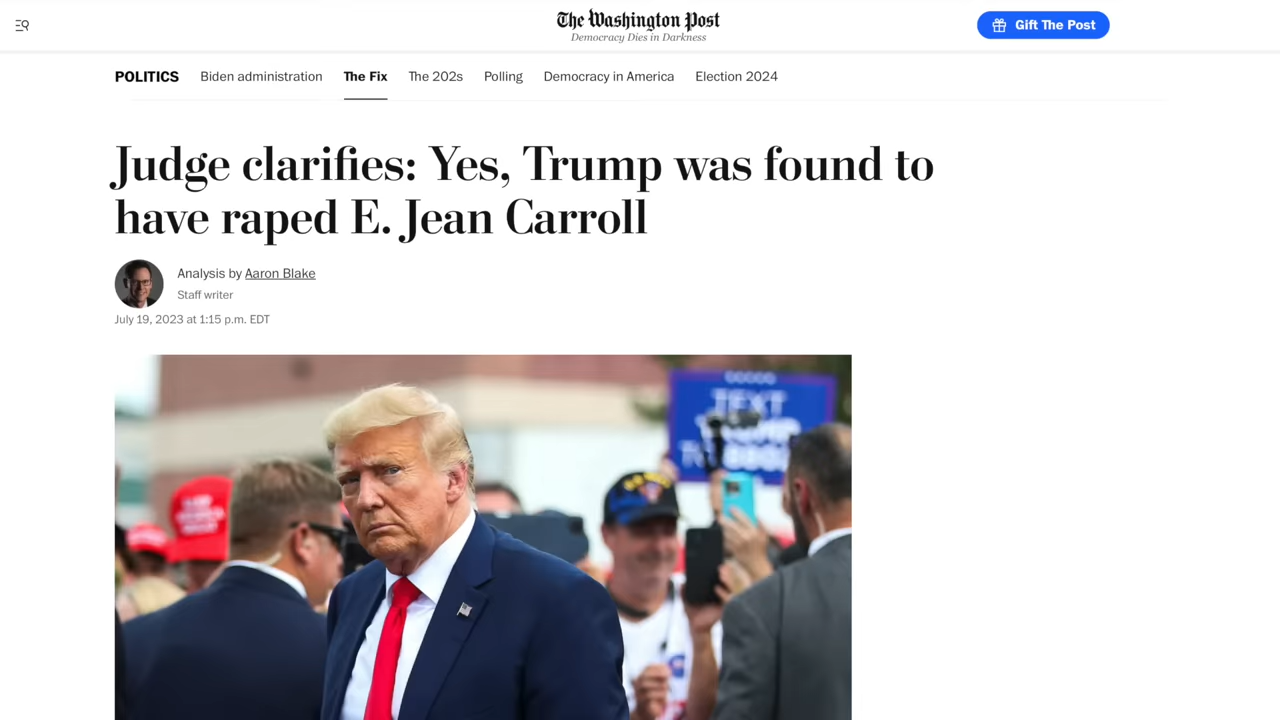 The Washington Post
Democracy Dies in Darkness
Gift The Post
POLITICS Biden administration The Fix The 202s Polling Democracy in America Election 2024
Judge clarifies: Yes, Trump was found to
have raped E. Jean Carroll
Analysis by Aaron Blake
Staff writer
July 19, 2023 at 1:15 p.m. EDT
TEXT
TRUMP